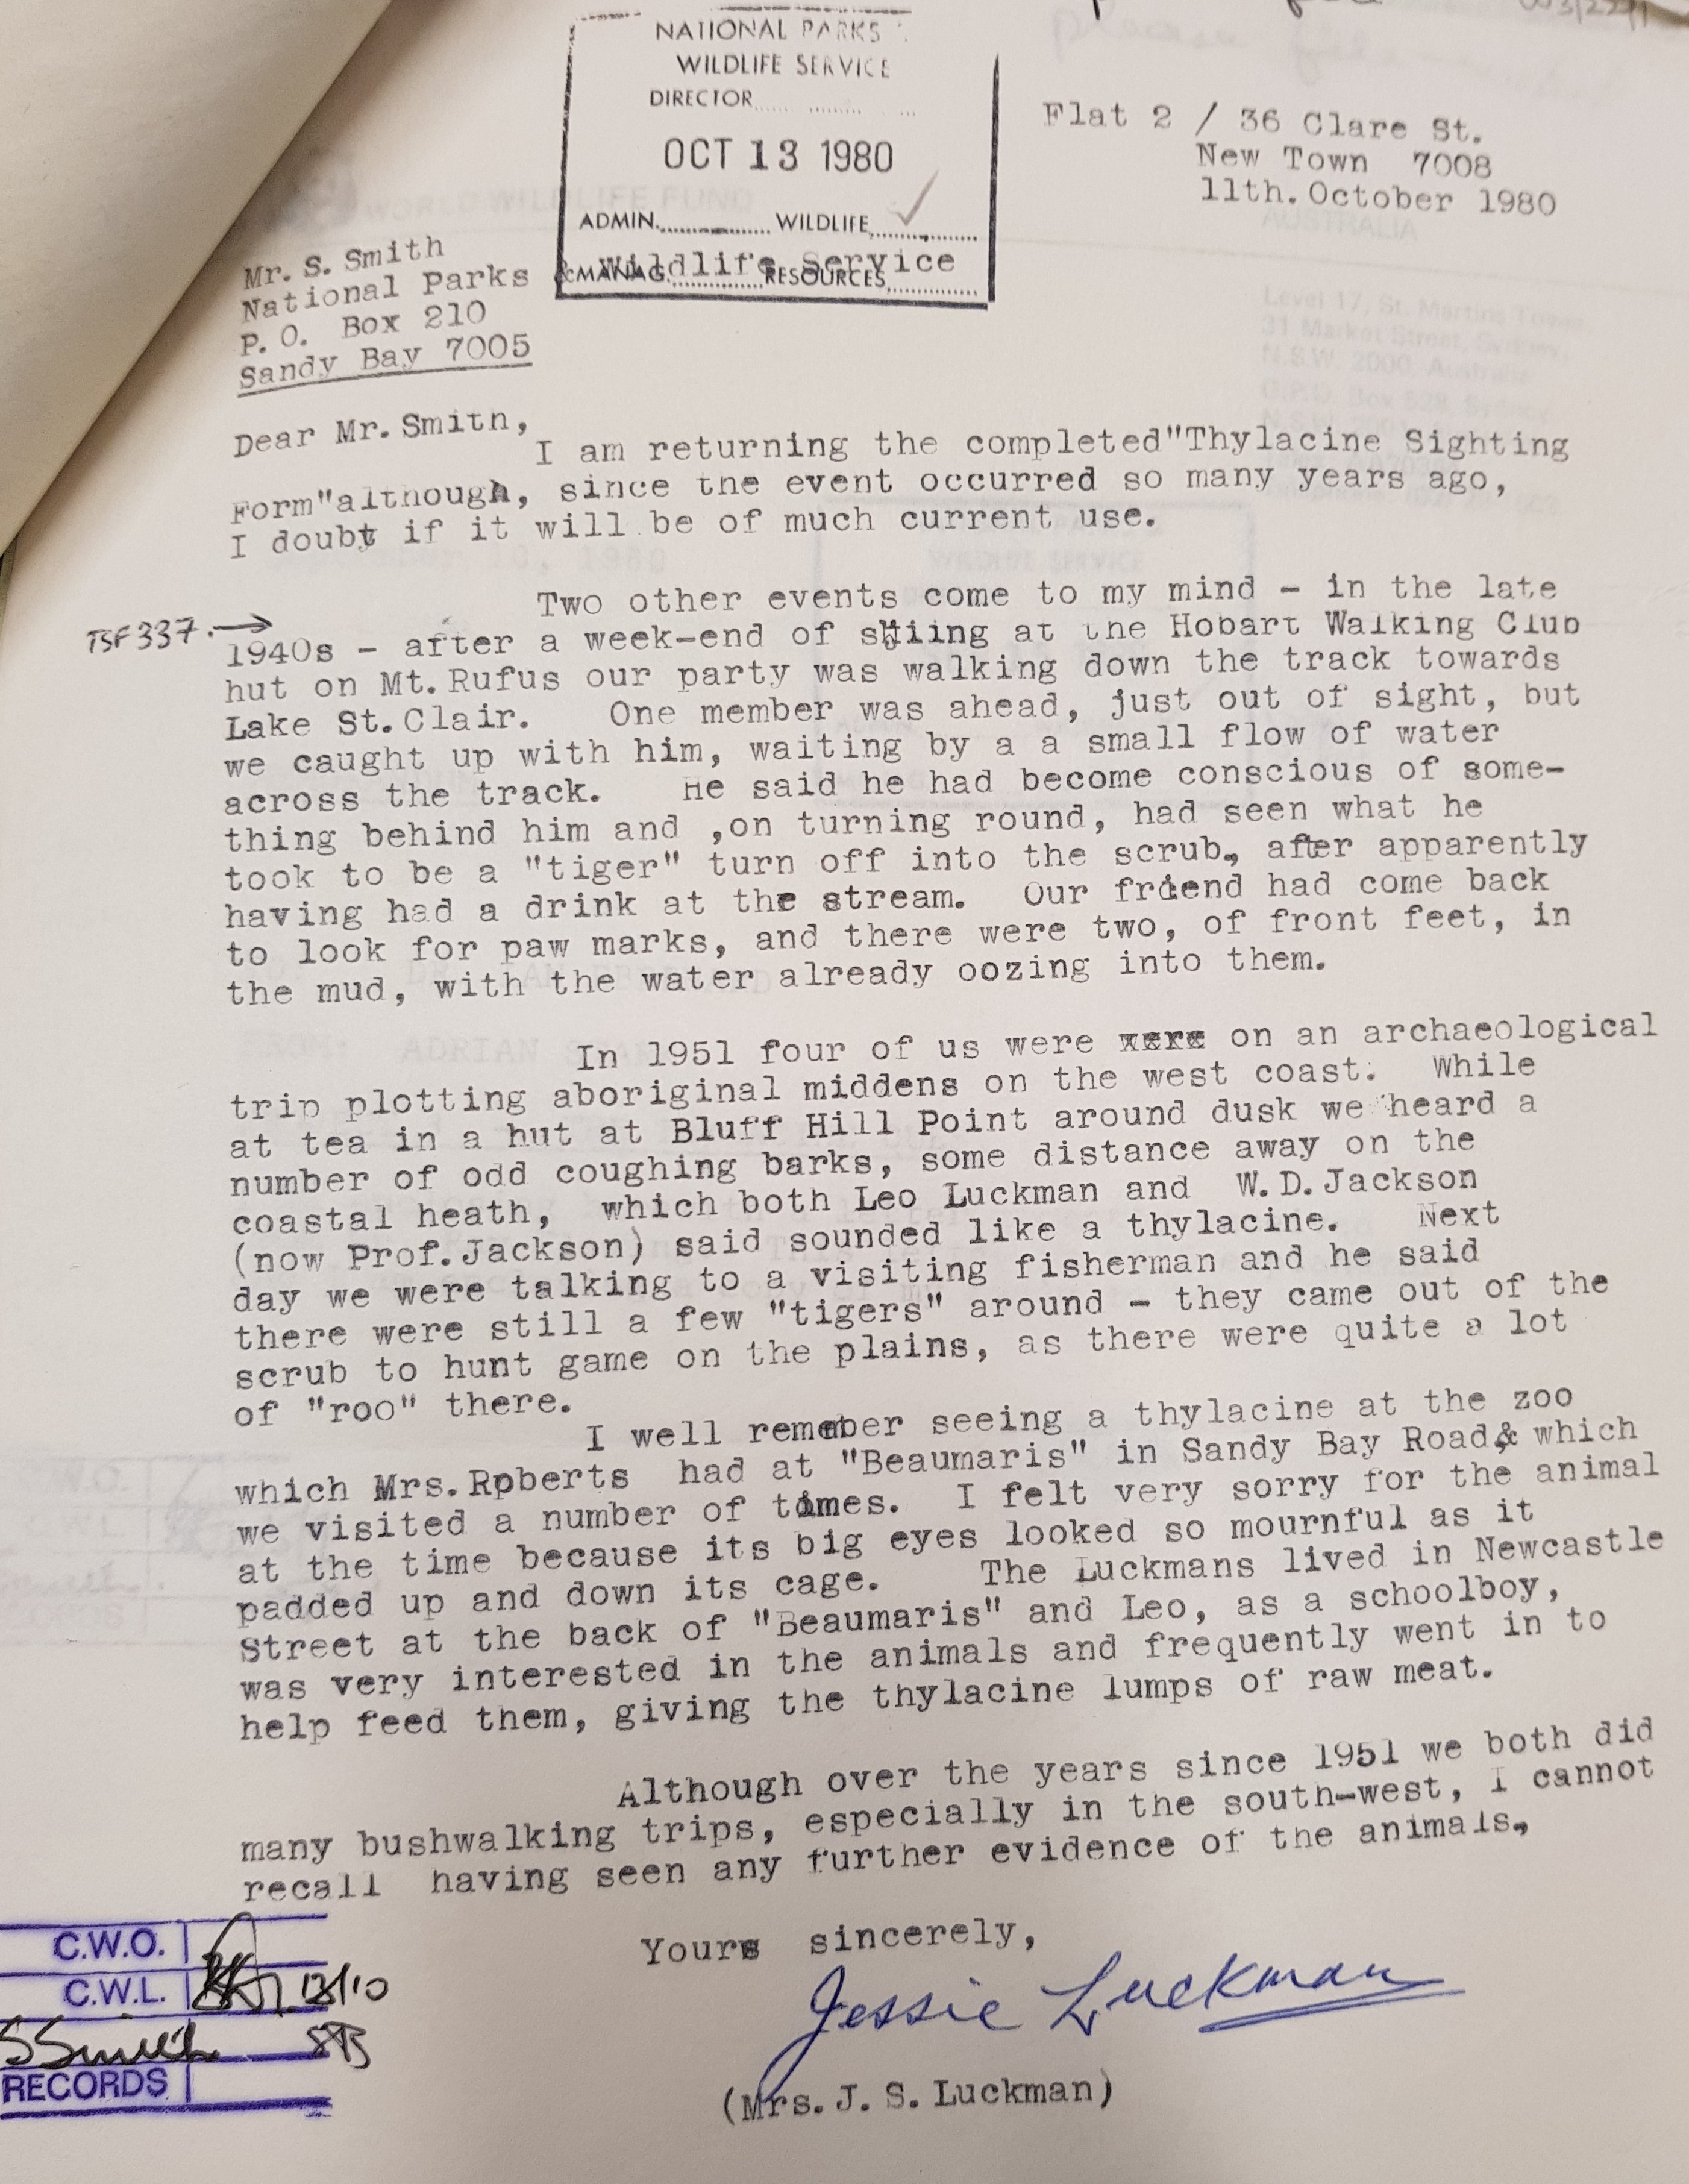 NATIONAL PARKS
WILDLIFE SERVICE
DIRECTOR
OCT 13 1980
ADMIN. WILDLIFE
MANAG. RESOURCES
Flat 2 / 36 Clare St.
New Town 7008
11th. October 1980
Mr. S. Smith
National Parks & Wildlife Service
P. O. Box 210
Sandy Bay 7005
Dear Mr. Smith,
I am returning the completed"Thylacine Sighting
Form"although, since the event occurred so many years ago,
I doubt if it will be of much current use.
TSF 337. →
Two other events come to my mind - in the late
1940s - after a week-end of skiing at the Hobart Walking Club
hut on Mt. Rufus our party was walking down the track towards
Lake St. Clair. One member was ahead, just out of sight, but
we caught up with him, waiting by a a small flow of water
across the track. He said he had become conscious of some-
thing behind him and ,on turning round, had seen what he
took to be a "tiger" turn off into the scrub, after apparently
having had a drink at the stream. Our friend had come back
to look for paw marks, and there were two, of front feet, in
the mud, with the water already oozing into them.
In 1951 four of us were were on an archaeological
trip plotting aboriginal middens on the west coast. While
at tea in a hut at Bluff Hill Point around dusk we heard a
number of odd coughing barks, some distance away on the
coastal heath, which both Leo Luckman and W. D. Jackson
(now Prof. Jackson) said sounded like a thylacine. Next
day we were talking to a visiting fisherman and he said
there were still a few "tigers" around - they came out of the
scrub to hunt game on the plains, as there were quite a lot
of "roo" there.
I well remember seeing a thylacine at the zoo
which Mrs. Roberts had at "Beaumaris" in Sandy Bay Road & which
we visited a number of times. I felt very sorry for the animal
at the time because its big eyes looked so mournful as it
padded up and down its cage. The Luckmans lived in Newcastle
Street at the back of "Beaumaris" and Leo, as a schoolboy,
was very interested in the animals and frequently went in to
help feed them, giving the thylacine lumps of raw meat.
Although over the years since 1951 we both did
many bushwalking trips, especially in the south-west, I cannot
recall having seen any further evidence of the animals,
Yours sincerely,
Jessie Luckman
(Mrs. J. S. Luckman)
C.W.O.
C.W.L. 13/10
S Smith
RECORDS